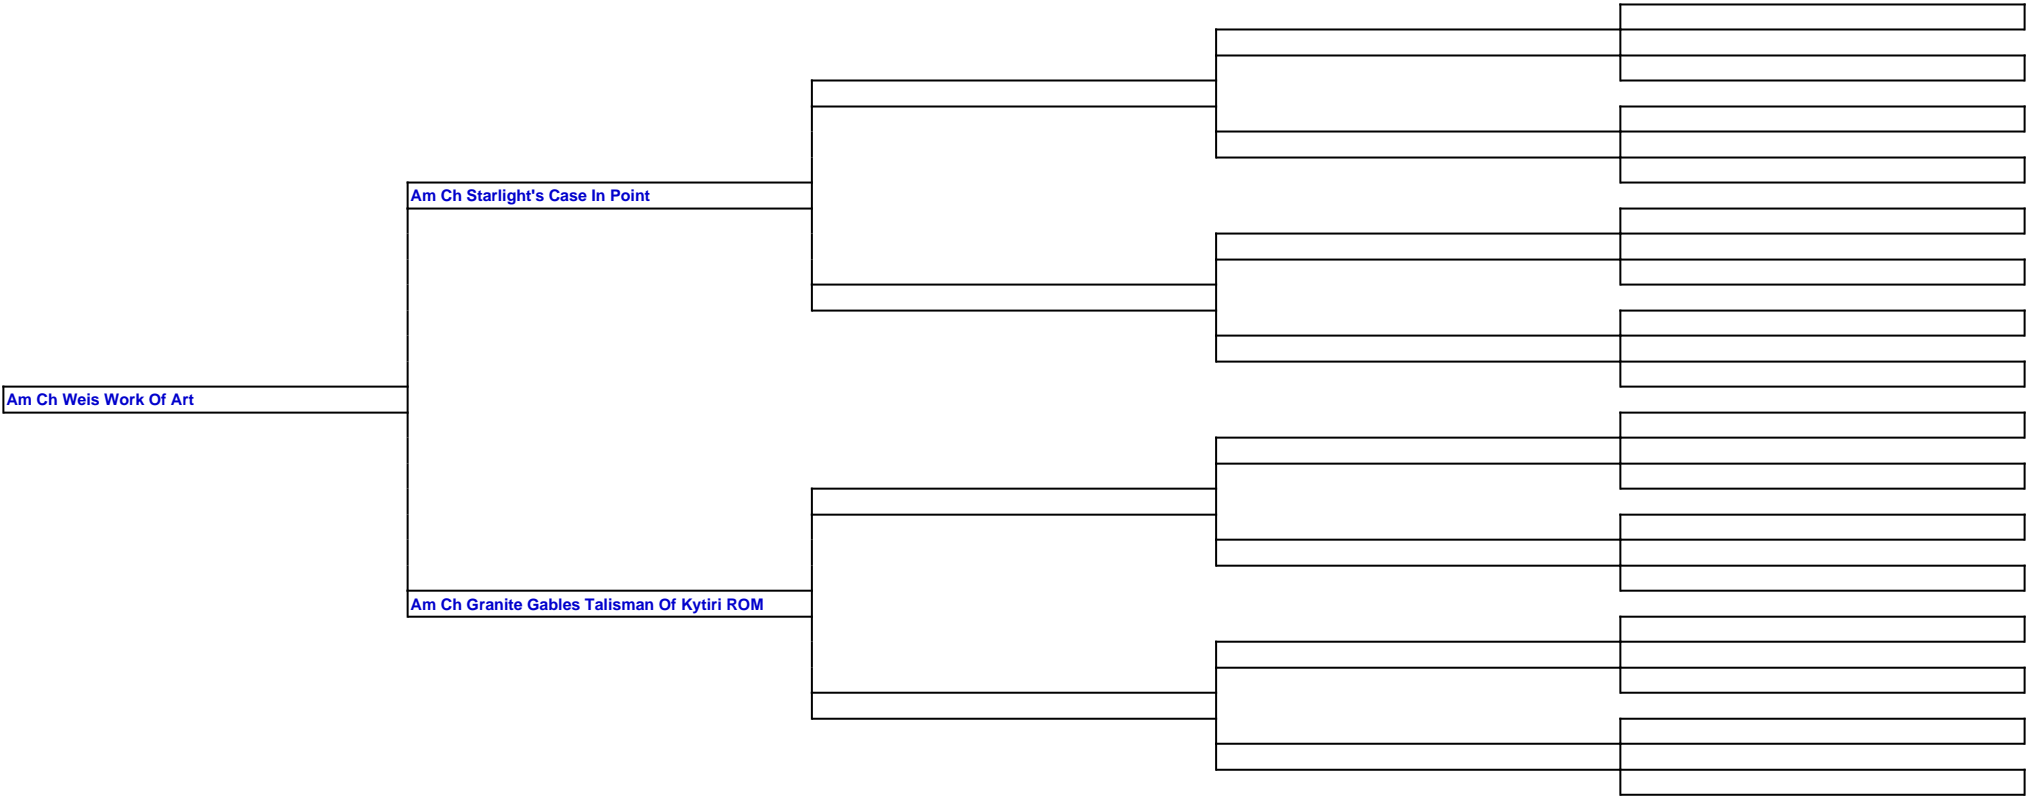 Am Ch Starlight's Case In Point
Am Ch Weis Work Of Art
Am Ch Granite Gables Talisman Of Kytiri ROM